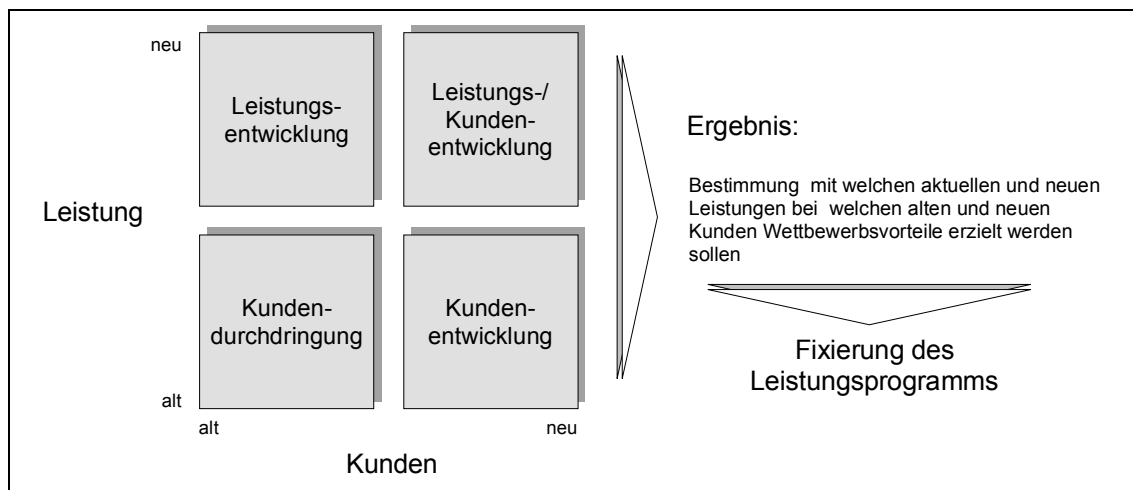 neu
Leistungs-
entwicklung
Leistungs-/
Kunden-
entwicklung
Leistung
Kunden-
durchdringung
Kunden-
entwicklung
alt
alt
neu
Kunden
Ergebnis:
Bestimmung mit welchen aktuellen und neuen
Leistungen bei welchen alten und neuen
Kunden Wettbewerbsvorteile erzielt werden
sollen
Fixierung des
Leistungsprogramms